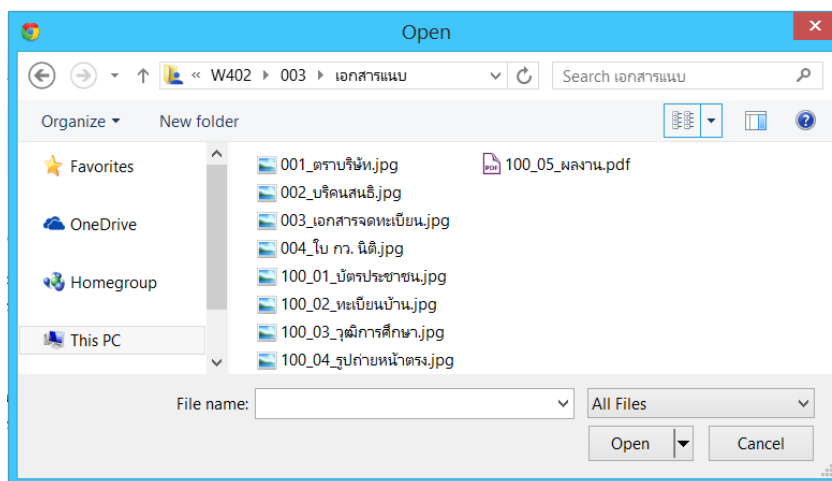 Open
« W402 003 เอกสารแนบ
Search เอกสารแนบ
Organize
New folder
Favorites
OneDrive
Homegroup
This PC
001_ตราบริษัท.jpg
002_บริคนสนธิ.jpg
003_เอกสารจดทะเบียน.jpg
004_ใบ กว. นิติ.jpg
100_01_บัตรประชาชน.jpg
100_02_ทะเบียนบ้าน.jpg
100_03_วุฒิการศึกษา.jpg
100_04_รูปถ่ายหน้าตรง.jpg
PDF 100_05_ผลงาน.pdf
File name:
All Files
Open
Cancel